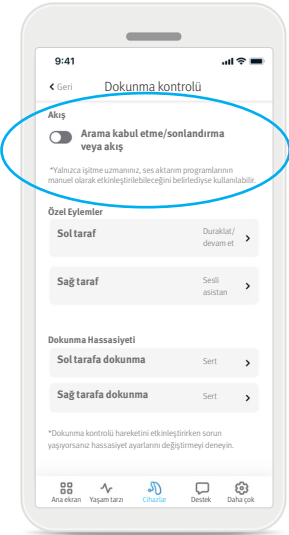 9:41
Geri Dokunma kontrolü
Akış
Arama kabul etme/sonlandırma
veya akış
*Yalnızca işitme uzmanınız, ses aktarım programlarının
manuel olarak etkinleştirilebileceğini belirlediyse kullanılabilir.
Özel Eylemler
Sol taraf Duraklat/
devam et
Sağ taraf Sesli
asistan
Dokunma Hassasiyeti
Sol tarafa dokunma Sert
Sağ tarafa dokunma Sert
*Dokunma kontrolü hareketini etkinleştirirken sorun
yaşıyorsanız hassasiyet ayarlarını değiştirmeyi deneyin.
Ana ekran Yaşam tarzı Cihazlar Destek Daha çok